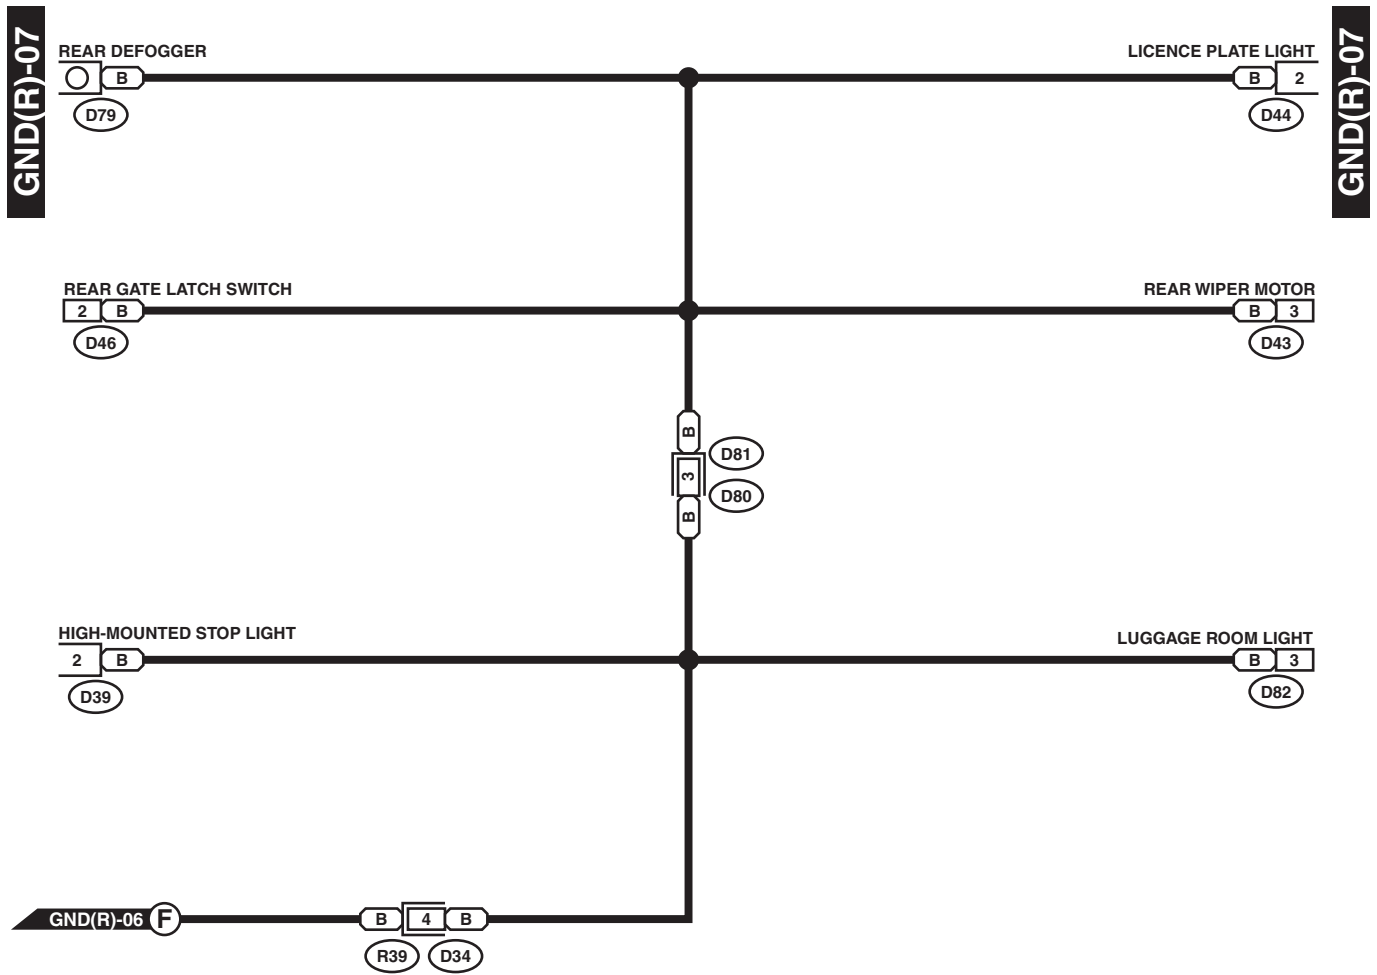 GND(R)-07
GND(R)-07
REAR DEFOGGER
LICENCE PLATE LIGHT
B
B 2
D79
D44
REAR GATE LATCH SWITCH
REAR WIPER MOTOR
2 B
B 3
D46
D43
B
D81
3
D80
B
HIGH-MOUNTED STOP LIGHT
LUGGAGE ROOM LIGHT
2 B
B 3
D39
D82
GND(R)-06 F
B 4 B
R39 D34